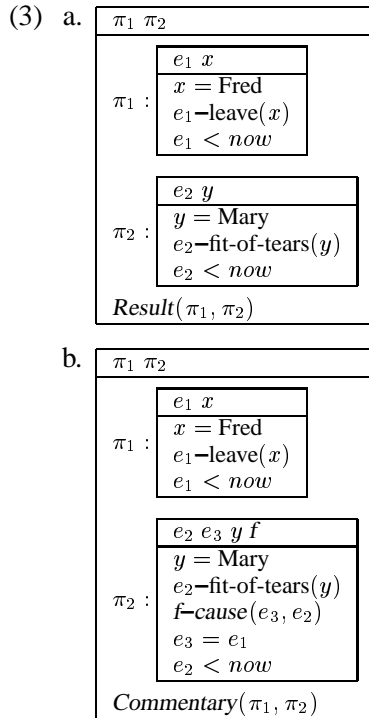 (3) a. π₁ π₂
π₁ :
e₁ x
x = Fred
e₁–leave(x)
e₁ < now
π₂ :
e₂ y
y = Mary
e₂–fit-of-tears(y)
e₂ < now
Result(π₁, π₂)
b. π₁ π₂
π₁ :
e₁ x
x = Fred
e₁–leave(x)
e₁ < now
π₂ :
e₂ e₃ y f
y = Mary
e₂–fit-of-tears(y)
f–cause(e₃, e₂)
e₃ = e₁
e₂ < now
Commentary(π₁, π₂)